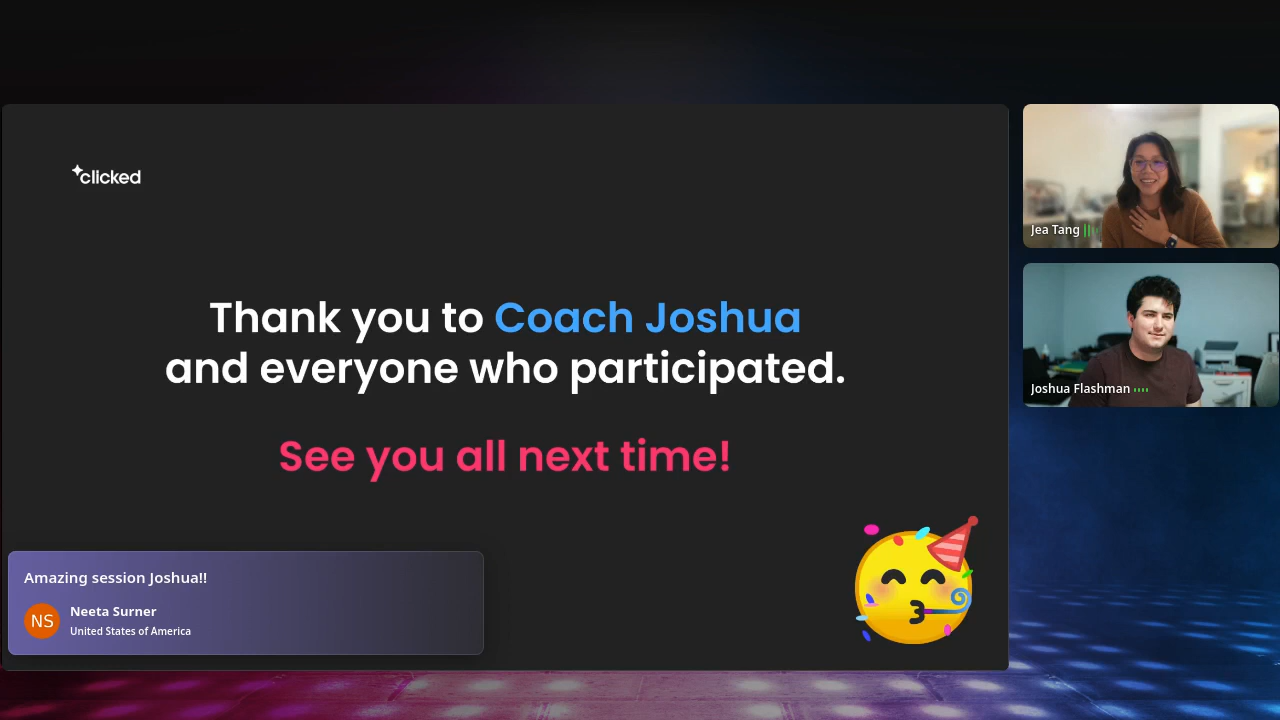 clicked
Thank you to Coach Joshua
and everyone who participated.
See you all next time!
Amazing session Joshua!!
NS
Neeta Surner
United States of America
Jea Tang
Joshua Flashman